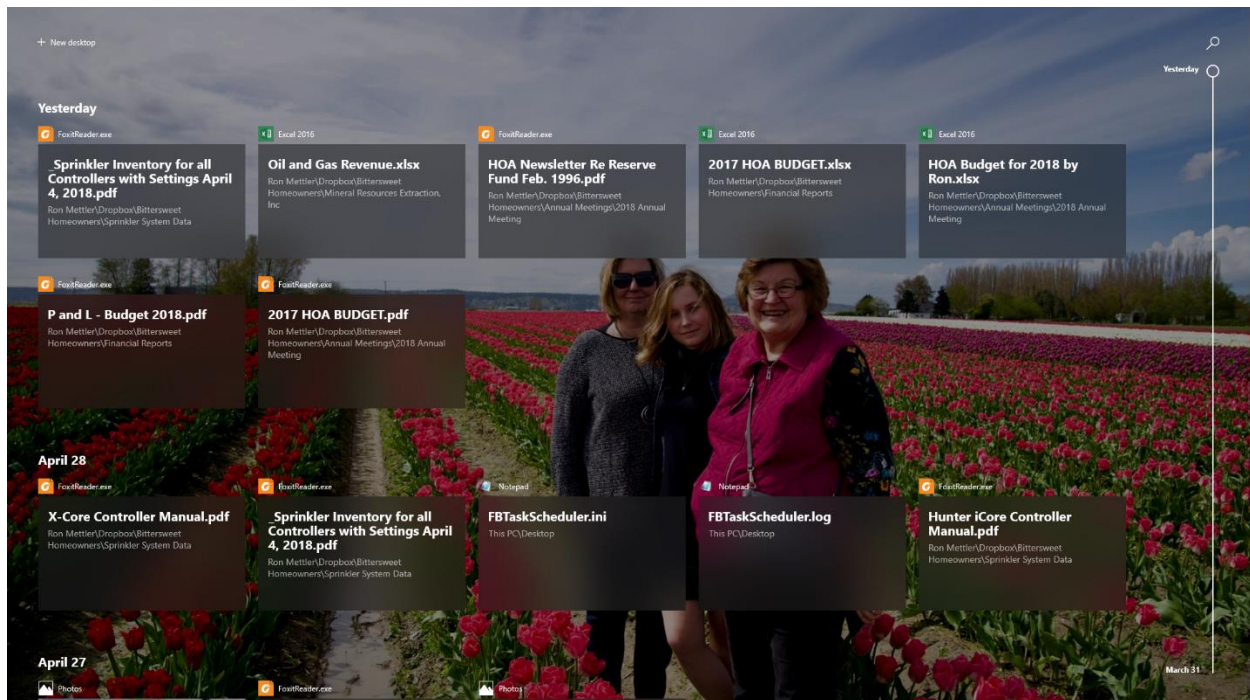 + New desktop
Yesterday
Yesterday
FoxitReader.exe
Excel 2016
FoxitReader.exe
Excel 2016
Excel 2016
_Sprinkler Inventory for all
Controllers with Settings April
4, 2018.pdf
Ron Mettler\Dropbox\Bittersweet
Homeowners\Sprinkler System Data
Oil and Gas Revenue.xlsx
Ron Mettler\Dropbox\Bittersweet
Homeowners\Mineral Resources Extraction,
Inc
HOA Newsletter Re Reserve
Fund Feb. 1996.pdf
Ron Mettler\Dropbox\Bittersweet
Homeowners\Annual Meetings\2018 Annual
Meeting
2017 HOA BUDGET.xlsx
Ron Mettler\Dropbox\Bittersweet
Homeowners\Financial Reports
HOA Budget for 2018 by
Ron.xlsx
Ron Mettler\Dropbox\Bittersweet
Homeowners\Annual Meetings\2018 Annual
Meeting
FoxitReader.exe
FoxitReader.exe
P and L - Budget 2018.pdf
Ron Mettler\Dropbox\Bittersweet
Homeowners\Financial Reports
2017 HOA BUDGET.pdf
Ron Mettler\Dropbox\Bittersweet
Homeowners\Annual Meetings\2018 Annual
Meeting
April 28
FoxitReader.exe
FoxitReader.exe
Notepad
Notepad
FoxitReader.exe
X-Core Controller Manual.pdf
Ron Mettler\Dropbox\Bittersweet
Homeowners\Sprinkler System Data
_Sprinkler Inventory for all
Controllers with Settings April
4, 2018.pdf
Ron Mettler\Dropbox\Bittersweet
Homeowners\Sprinkler System Data
FBTaskScheduler.ini
This PC\Desktop
FBTaskScheduler.log
This PC\Desktop
Hunter iCore Controller
Manual.pdf
Ron Mettler\Dropbox\Bittersweet
Homeowners\Sprinkler System Data
April 27
Photos
FoxitReader.exe
Photos
March 31